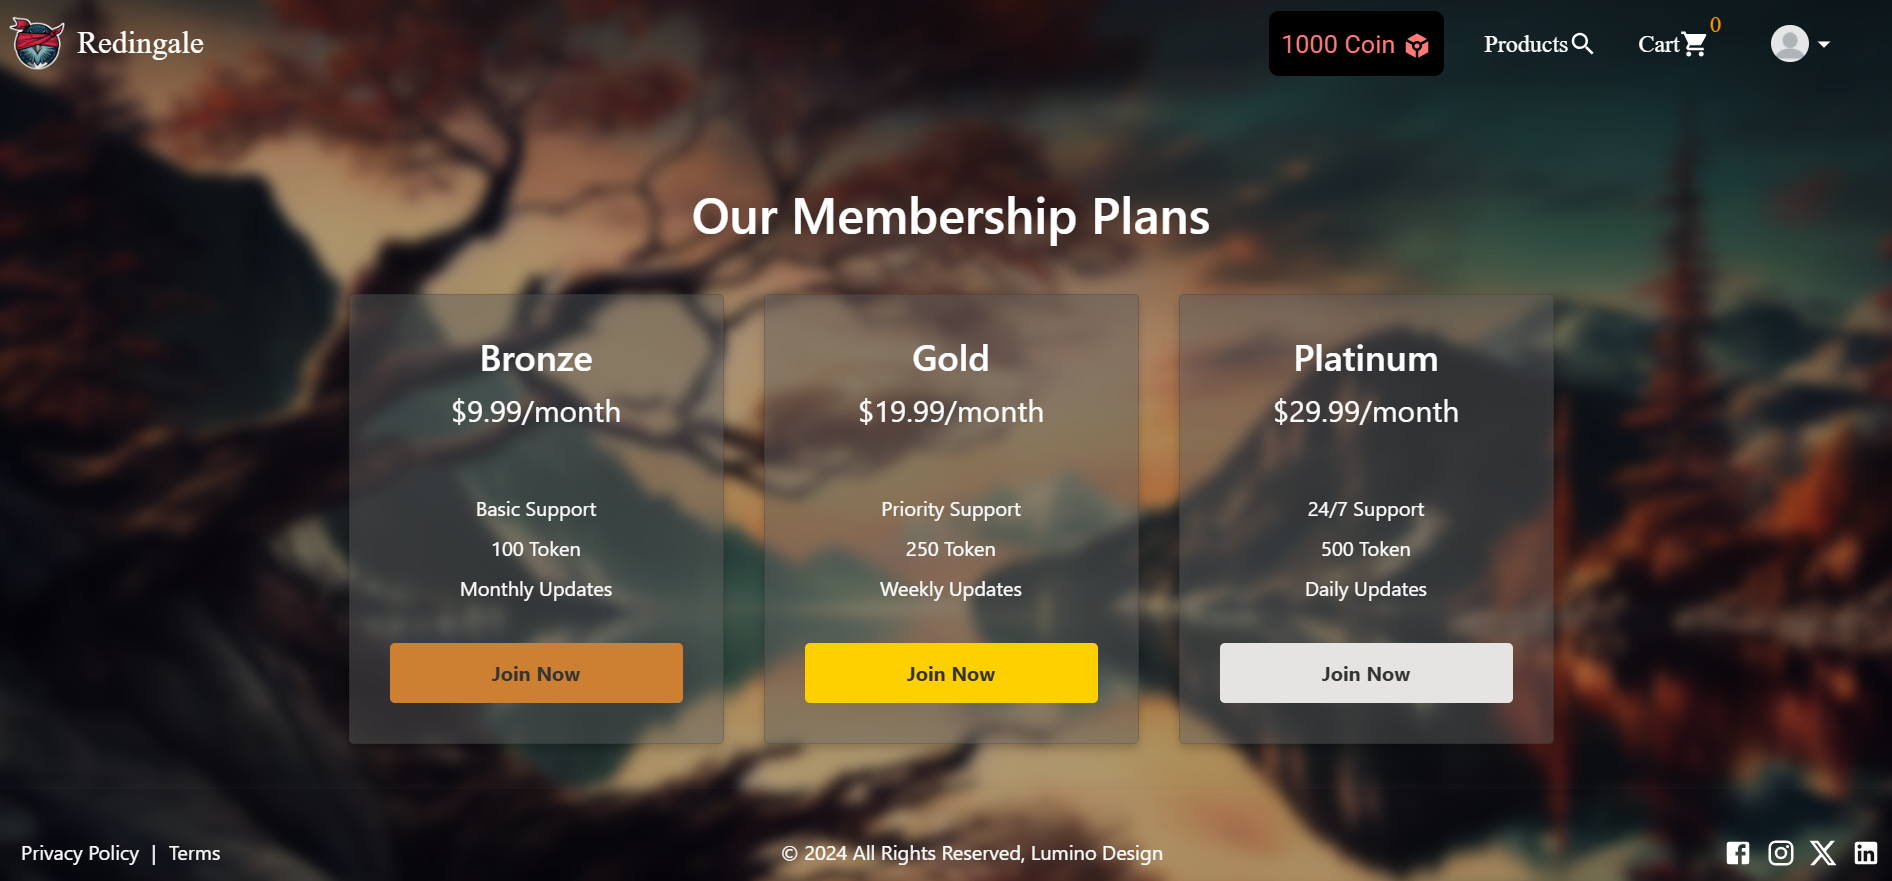 Redingale
1000 Coin
Products
Cart
0
Our Membership Plans
Bronze
$9.99/month
Basic Support
100 Token
Monthly Updates
Join Now
Gold
$19.99/month
Priority Support
250 Token
Weekly Updates
Join Now
Platinum
$29.99/month
24/7 Support
500 Token
Daily Updates
Join Now
Privacy Policy | Terms
© 2024 All Rights Reserved, Lumino Design